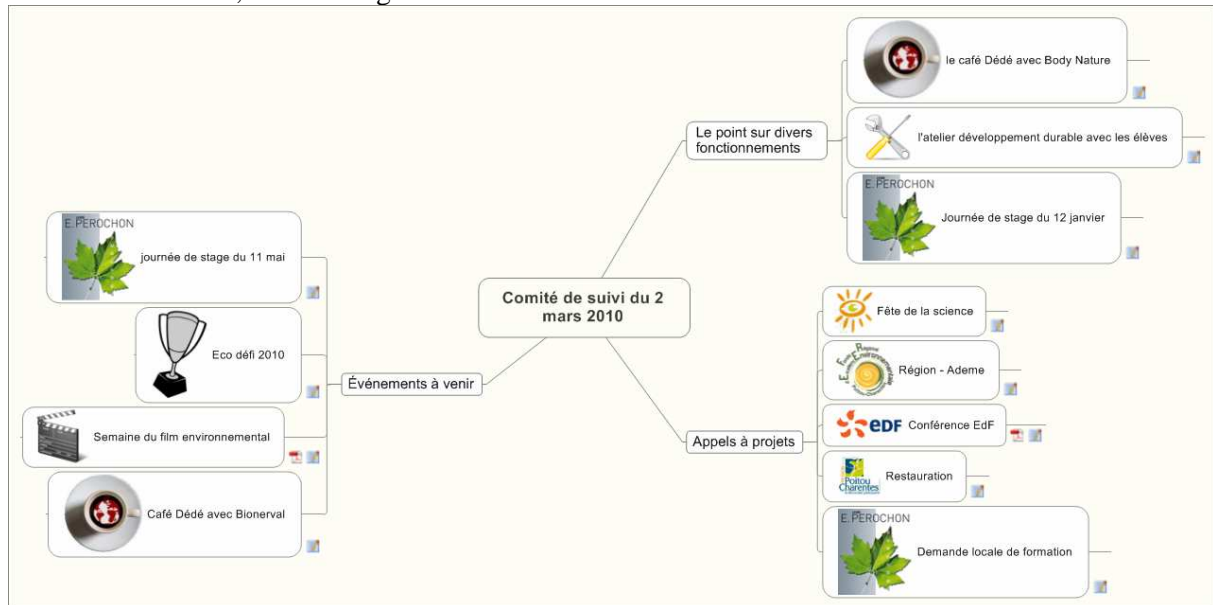 Comité de suivi du 2
mars 2010
Le point sur divers
fonctionnements
le café Dédé avec Body Nature
l'atelier développement durable avec les élèves
E. PEROCHON
Journée de stage du 12 janvier
Appels à projets
Fête de la science
Région - Ademe
eDF
Conférence EdF
Poitou
Charentes
Restauration
E. PEROCHON
Demande locale de formation
Événements à venir
E. PEROCHON
journée de stage du 11 mai
Eco défi 2010
Semaine du film environnemental
Café Dédé avec Bionerval